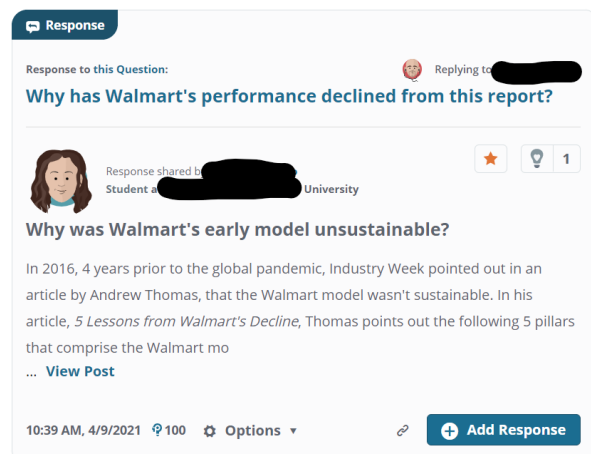 Response
Response to this Question:
Replying to
Why has Walmart's performance declined from this report?
Response shared b
Student a
University
1
Why was Walmart's early model unsustainable?
In 2016, 4 years prior to the global pandemic, Industry Week pointed out in an
article by Andrew Thomas, that the Walmart model wasn't sustainable. In his
article, 5 Lessons from Walmart's Decline, Thomas points out the following 5 pillars
that comprise the Walmart mo
... View Post
10:39 AM, 4/9/2021 100 Options
Add Response